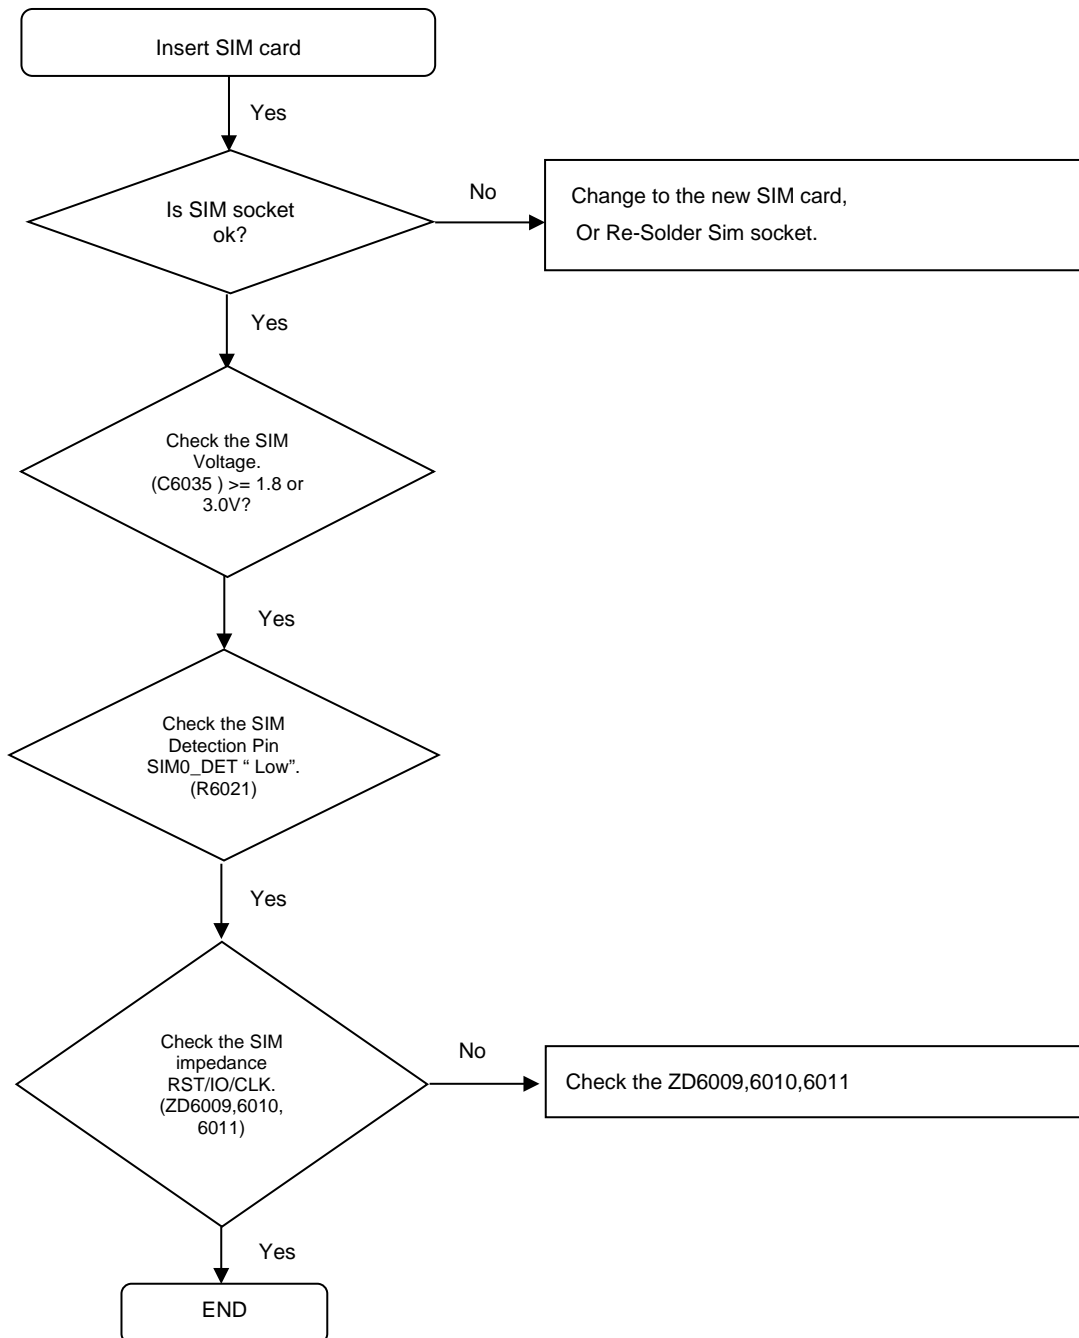 Insert SIM card
Yes
Is SIM socket
ok?
No
Change to the new SIM card,
Or Re-Solder Sim socket.
Yes
Check the SIM
Voltage.
(C6035 ) >= 1.8 or
3.0V?
Yes
Check the SIM
Detection Pin
SIM0_DET “ Low”.
(R6021)
Yes
Check the SIM
impedance
RST/IO/CLK.
(ZD6009,6010,
6011)
No
Check the ZD6009,6010,6011
Yes
END